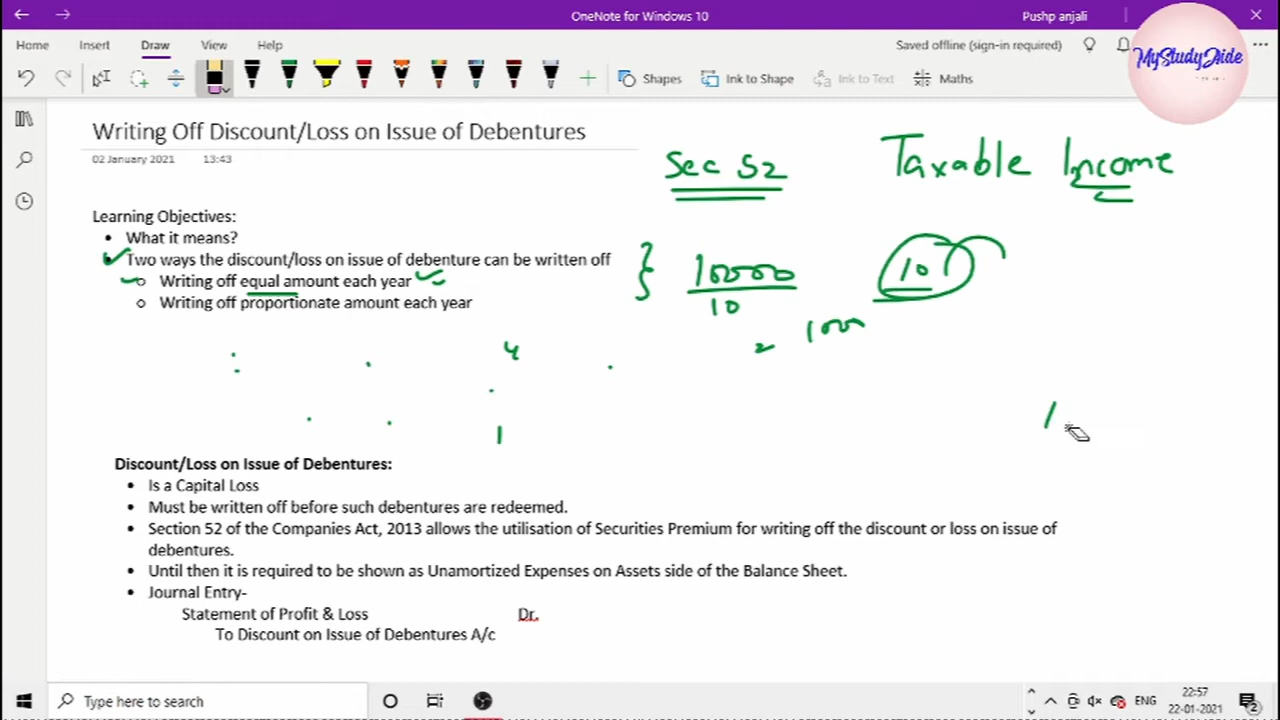 OneNote for Windows 10
Pushp anjali
Home Insert Draw View Help
Saved offline (sign-in required)
MyStudyAide
Shapes Ink to Shape Ink to Text Maths
Writing Off Discount/Loss on Issue of Debentures
02 January 2021 13:43
Sec 52
Taxable Income
Learning Objectives:
• What it means?
• Two ways the discount/loss on issue of debenture can be written off
○ Writing off equal amount each year
○ Writing off proportionate amount each year
10000
10
10
= 1000
4
1
Discount/Loss on Issue of Debentures:
• Is a Capital Loss
• Must be written off before such debentures are redeemed.
• Section 52 of the Companies Act, 2013 allows the utilisation of Securities Premium for writing off the discount or loss on issue of
debentures.
• Until then it is required to be shown as Unamortized Expenses on Assets side of the Balance Sheet.
• Journal Entry-
Statement of Profit & Loss Dr.
To Discount on Issue of Debentures A/c
Type here to search
ENG
22:57
22-01-2021
2